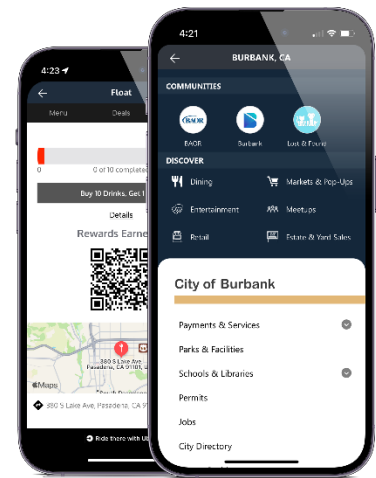 4:23
Float
Menu
Deals
0
0 of 10 complete
Buy 10 Drinks, Get 1
Details
Rewards Earne
380 S Lake Ave
Pasadena, CA 91101, U
Maps
380 S Lake Ave, Pasadena, CA 9
Ride there with Ub
4:21
BURBANK, CA
COMMUNITIES
BAOR
BAOR
Burbank
Lost & Found
DISCOVER
Dining
Markets & Pop-Ups
Entertainment
Meetups
Retail
Estate & Yard Sales
City of Burbank
Payments & Services
Parks & Facilities
Schools & Libraries
Permits
Jobs
City Directory